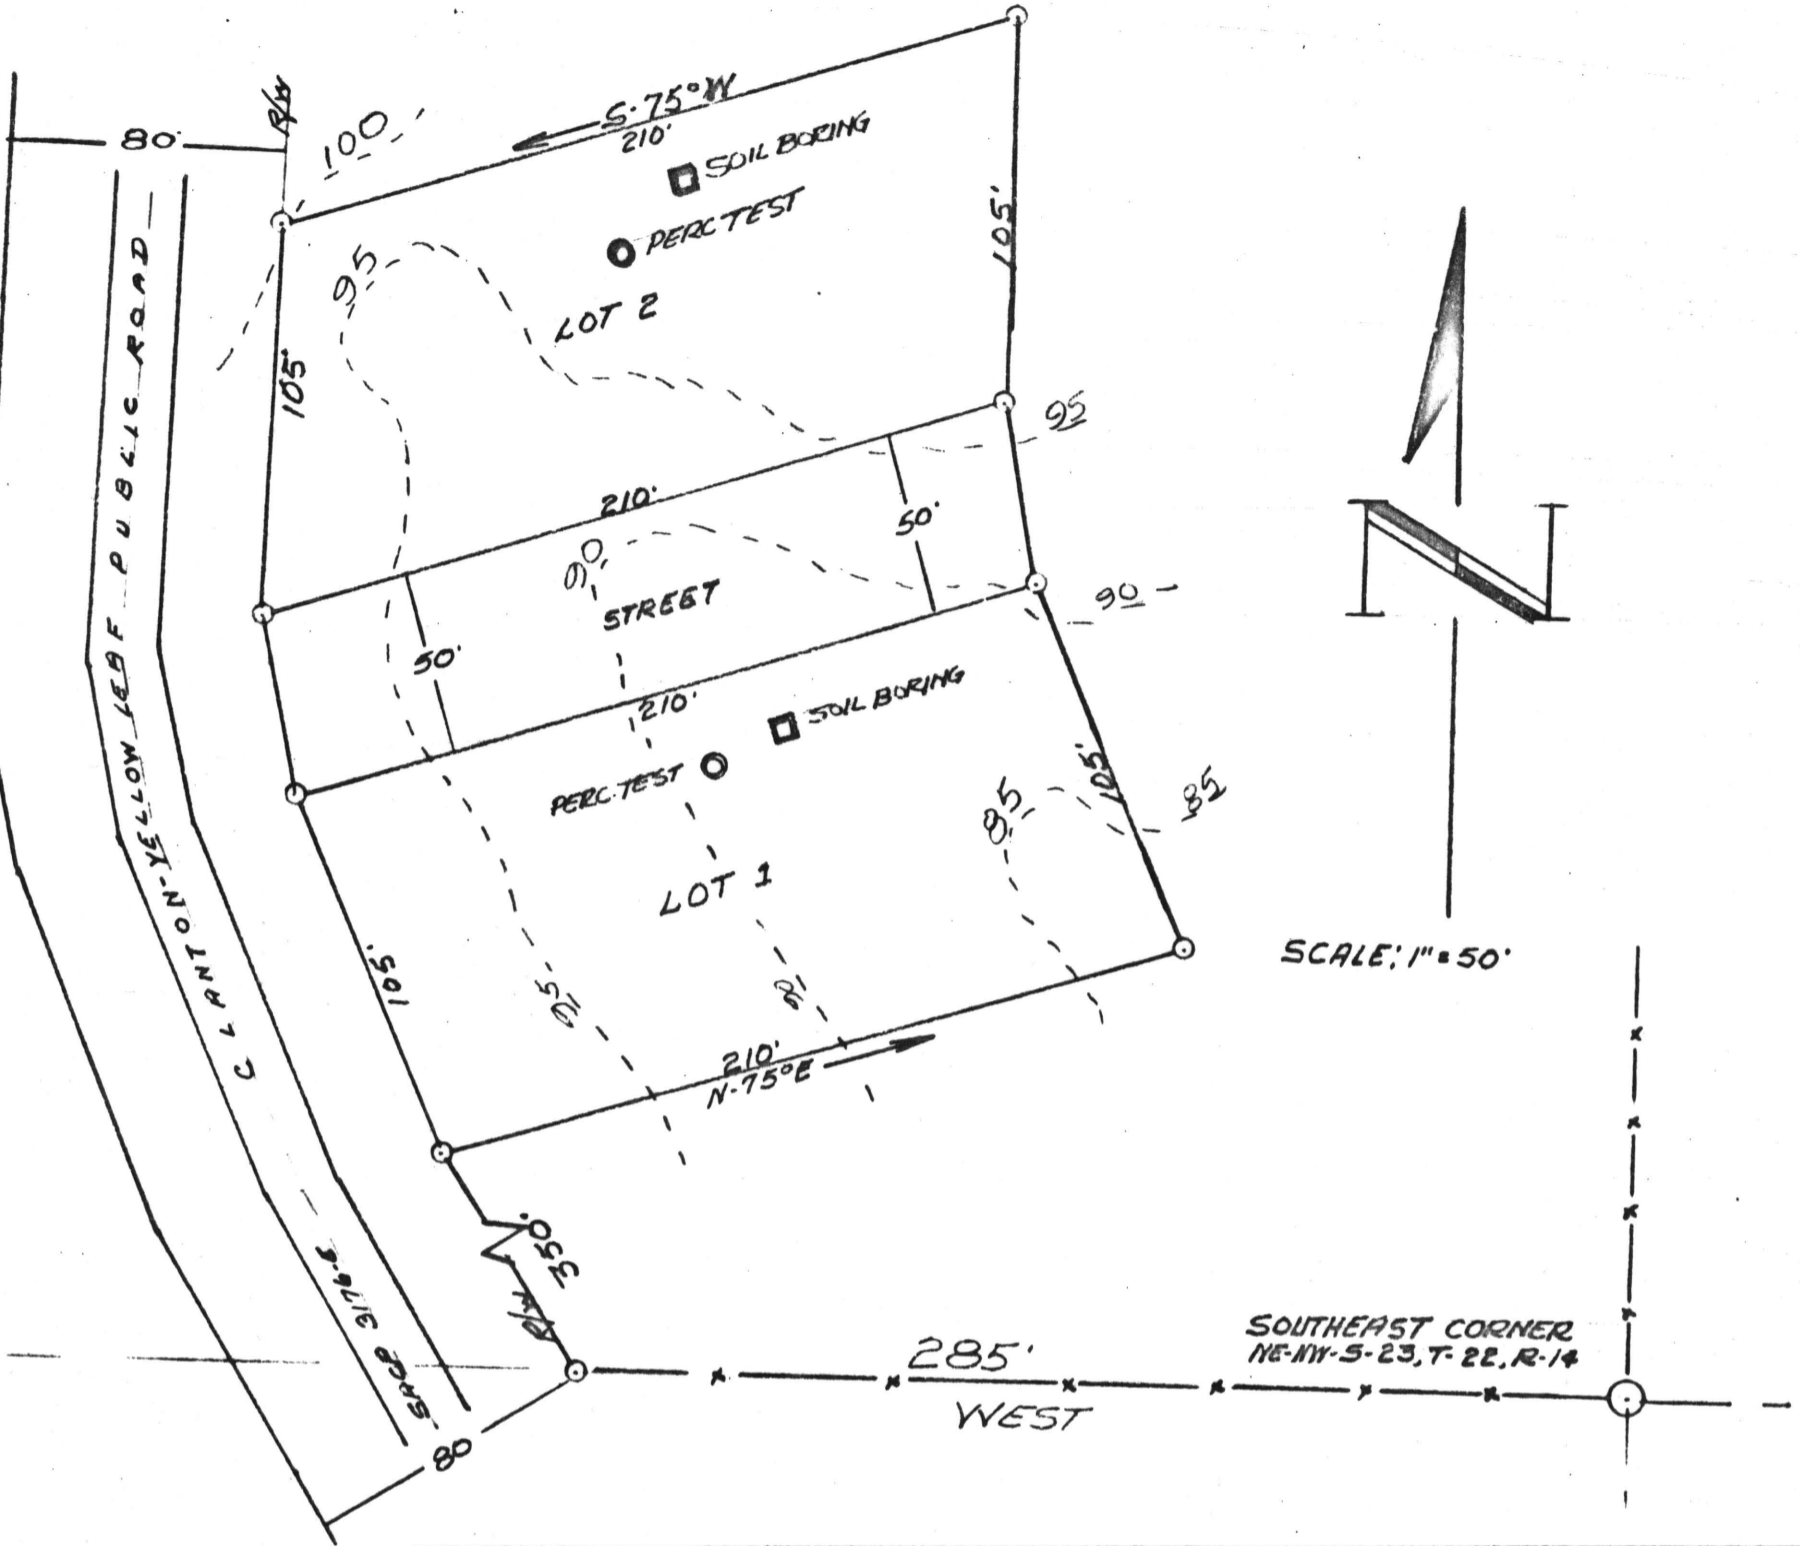 R/W
80'
100
S-75°W
210'
SOIL BORING
PERC TEST
95
LOT 2
105'
105'
95
210'
50'
90
STREET
90
50'
210'
SOIL BORING
PERC. TEST
105'
85
85
LOT 1
105'
95
90
210'
N-75°E
SCALE: 1"=50'
CLANTON-YELLOW LEAF PUBLIC ROAD
SACP 3176-B
350'
R/W
80
285'
WEST
SOUTHEAST CORNER
NE-NW-S-23, T-22, R-14
N